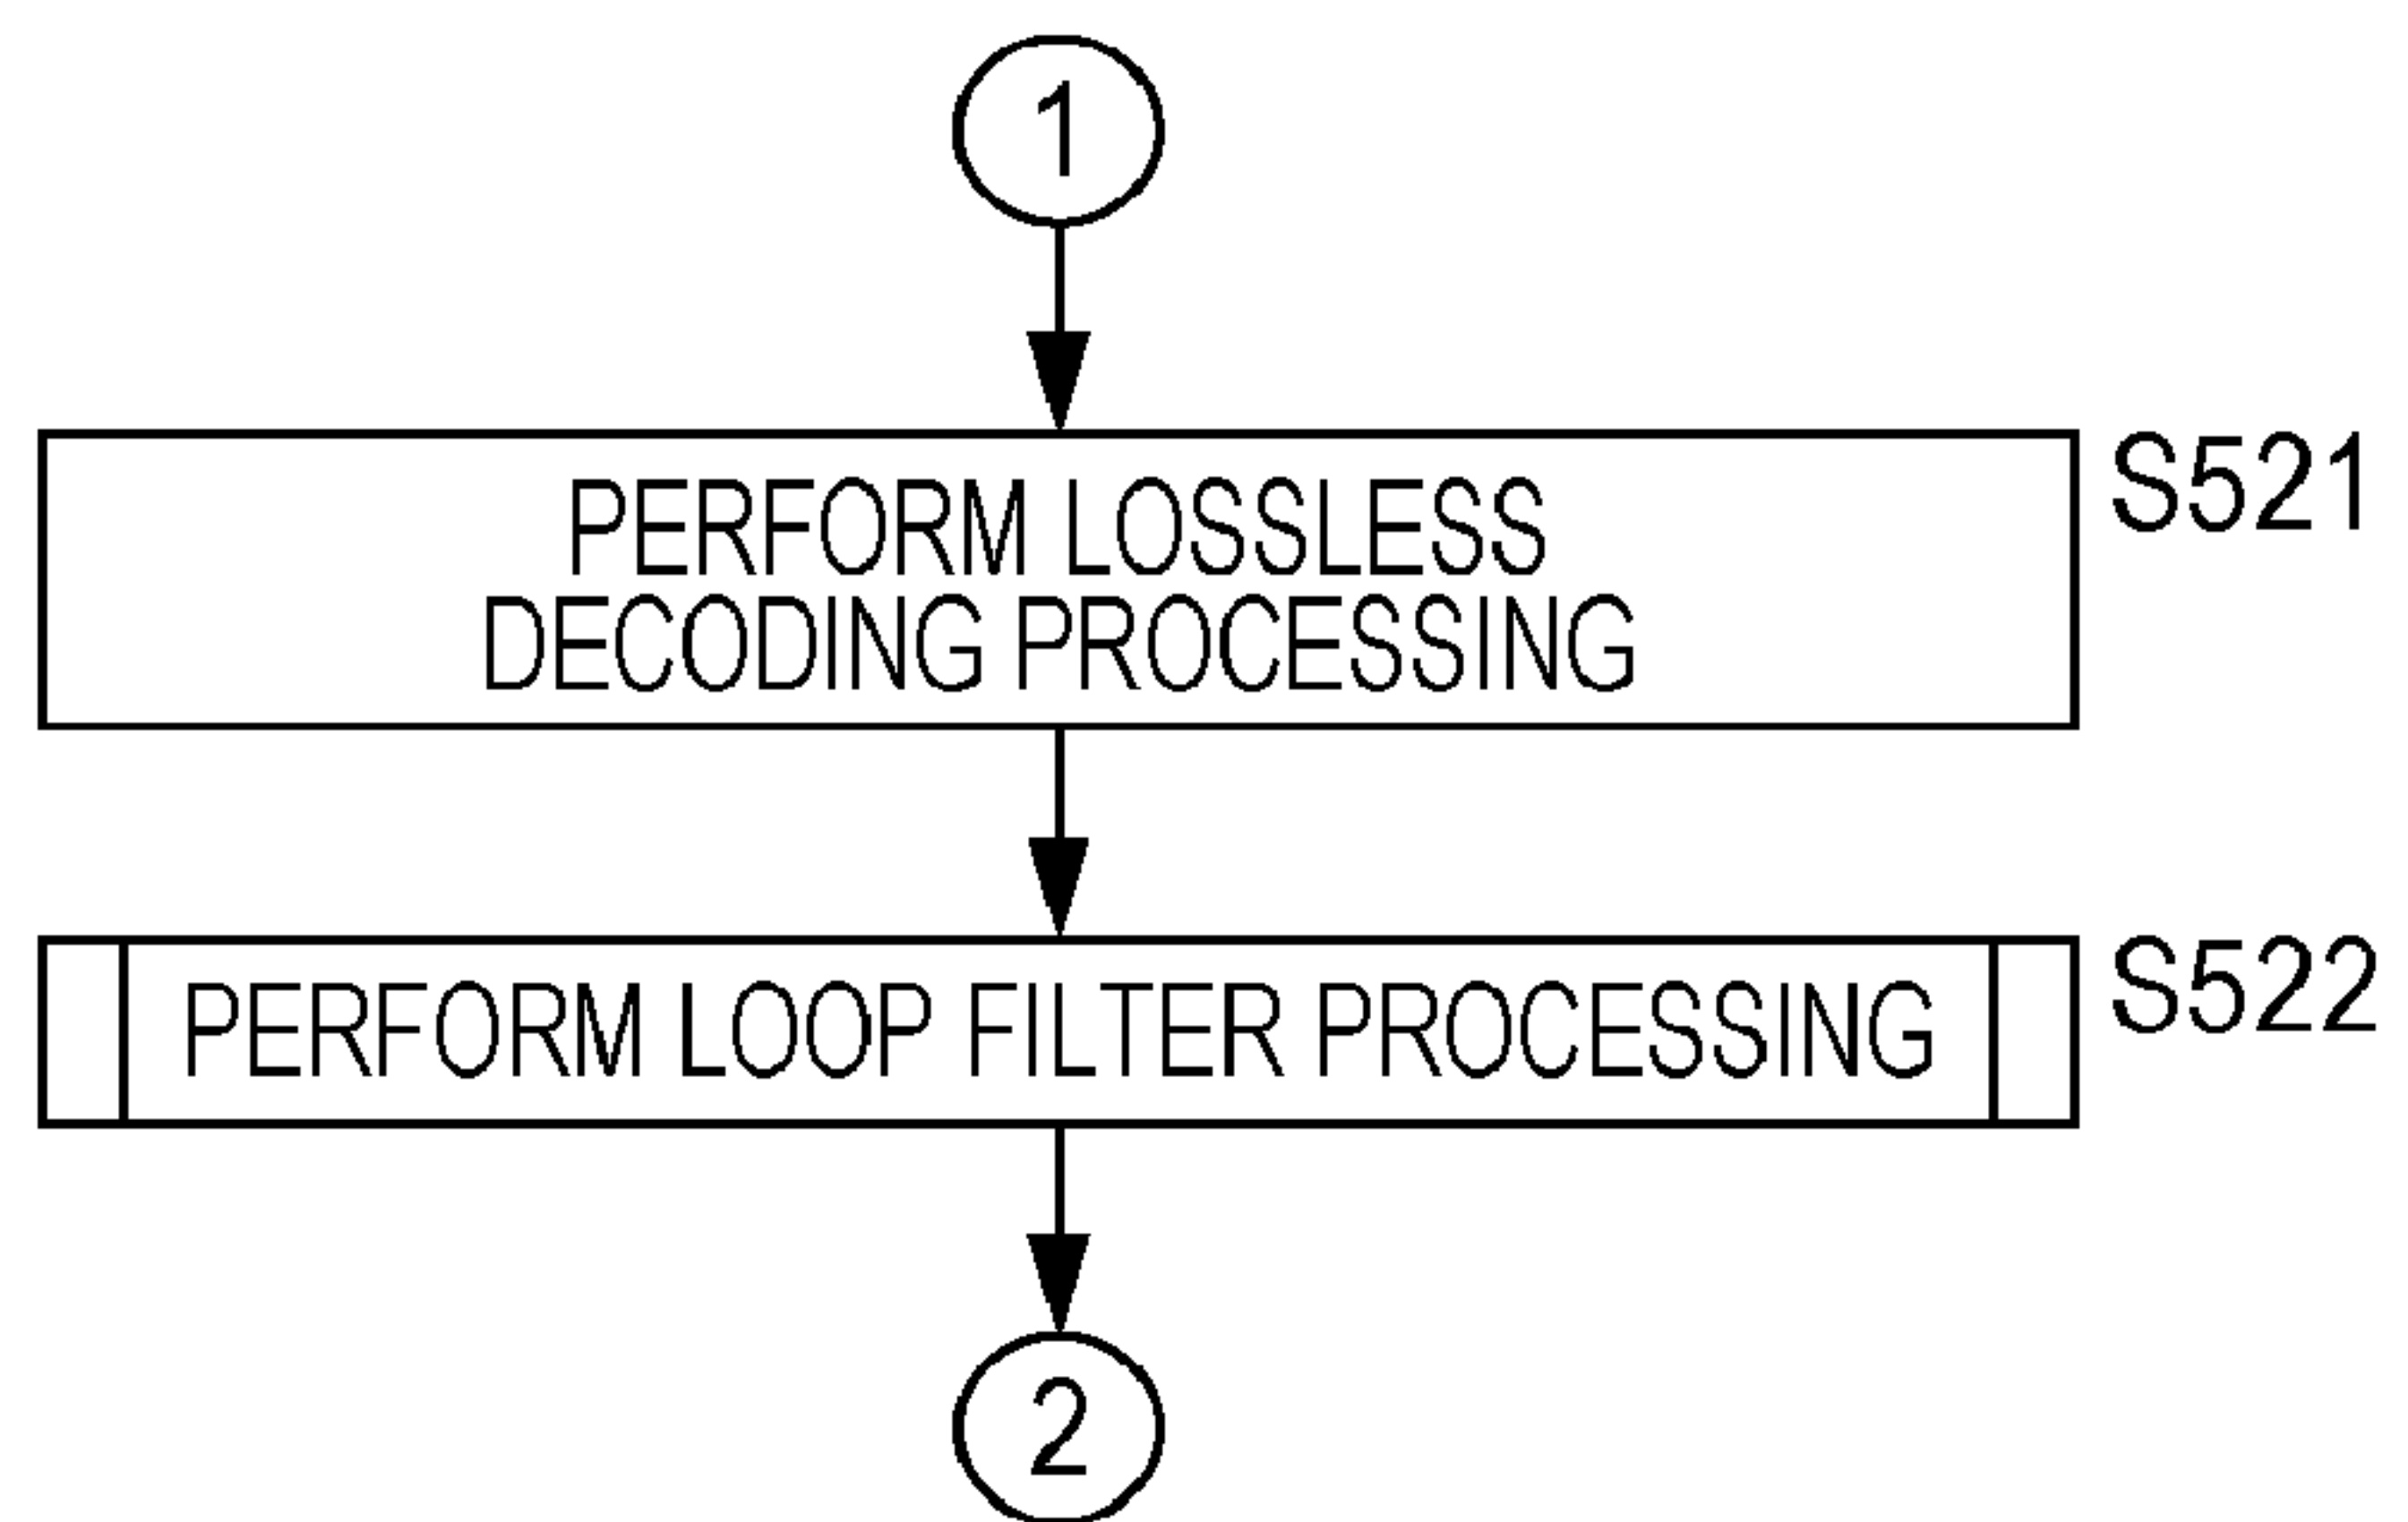 1
PERFORM LOSSLESS
DECODING PROCESSING
S521
PERFORM LOOP FILTER PROCESSING
S522
2